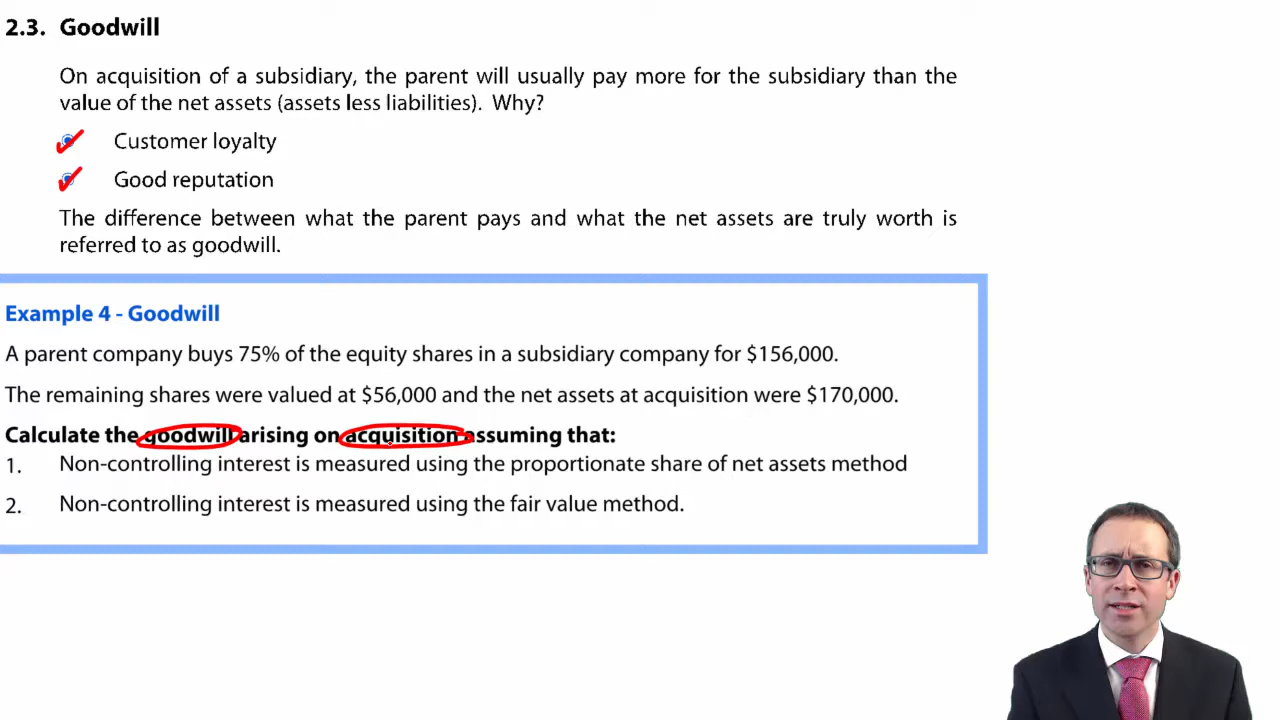 2.3. Goodwill
On acquisition of a subsidiary, the parent will usually pay more for the subsidiary than the
value of the net assets (assets less liabilities). Why?
Customer loyalty
Good reputation
The difference between what the parent pays and what the net assets are truly worth is
referred to as goodwill.
Example 4 - Goodwill
A parent company buys 75% of the equity shares in a subsidiary company for $156,000.
The remaining shares were valued at $56,000 and the net assets at acquisition were $170,000.
Calculate the goodwill arising on acquisition assuming that:
1. Non-controlling interest is measured using the proportionate share of net assets method
2. Non-controlling interest is measured using the fair value method.